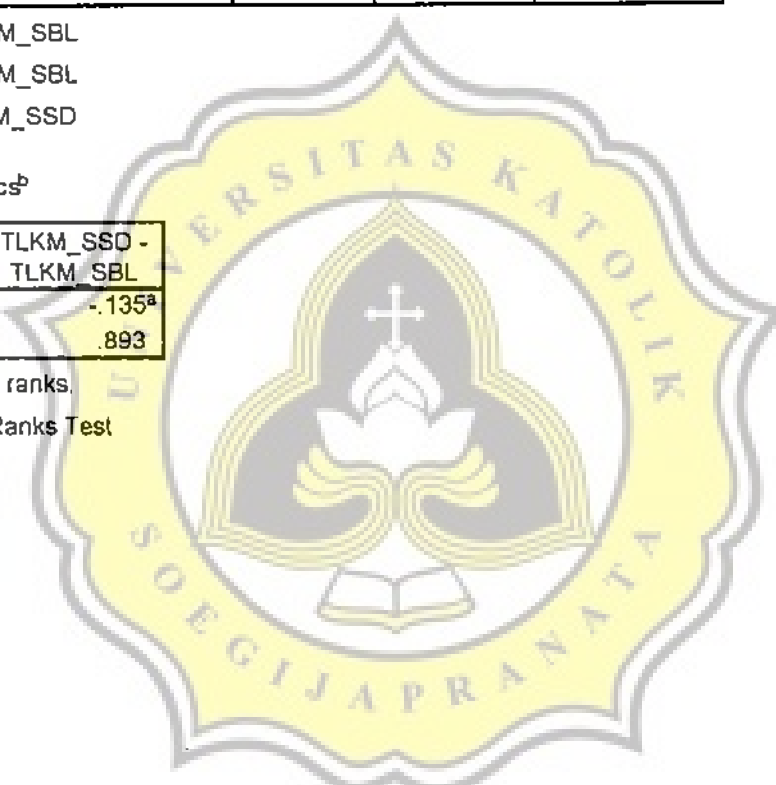 M_SBL
M_SBL
M_SSD
cs^b
TLKM_SSD -
TLKM_SBL
-.135^a
.893
ranks.
Ranks Test
UNIVERSITAS KATOLIK
SOEGIJAPRANATA